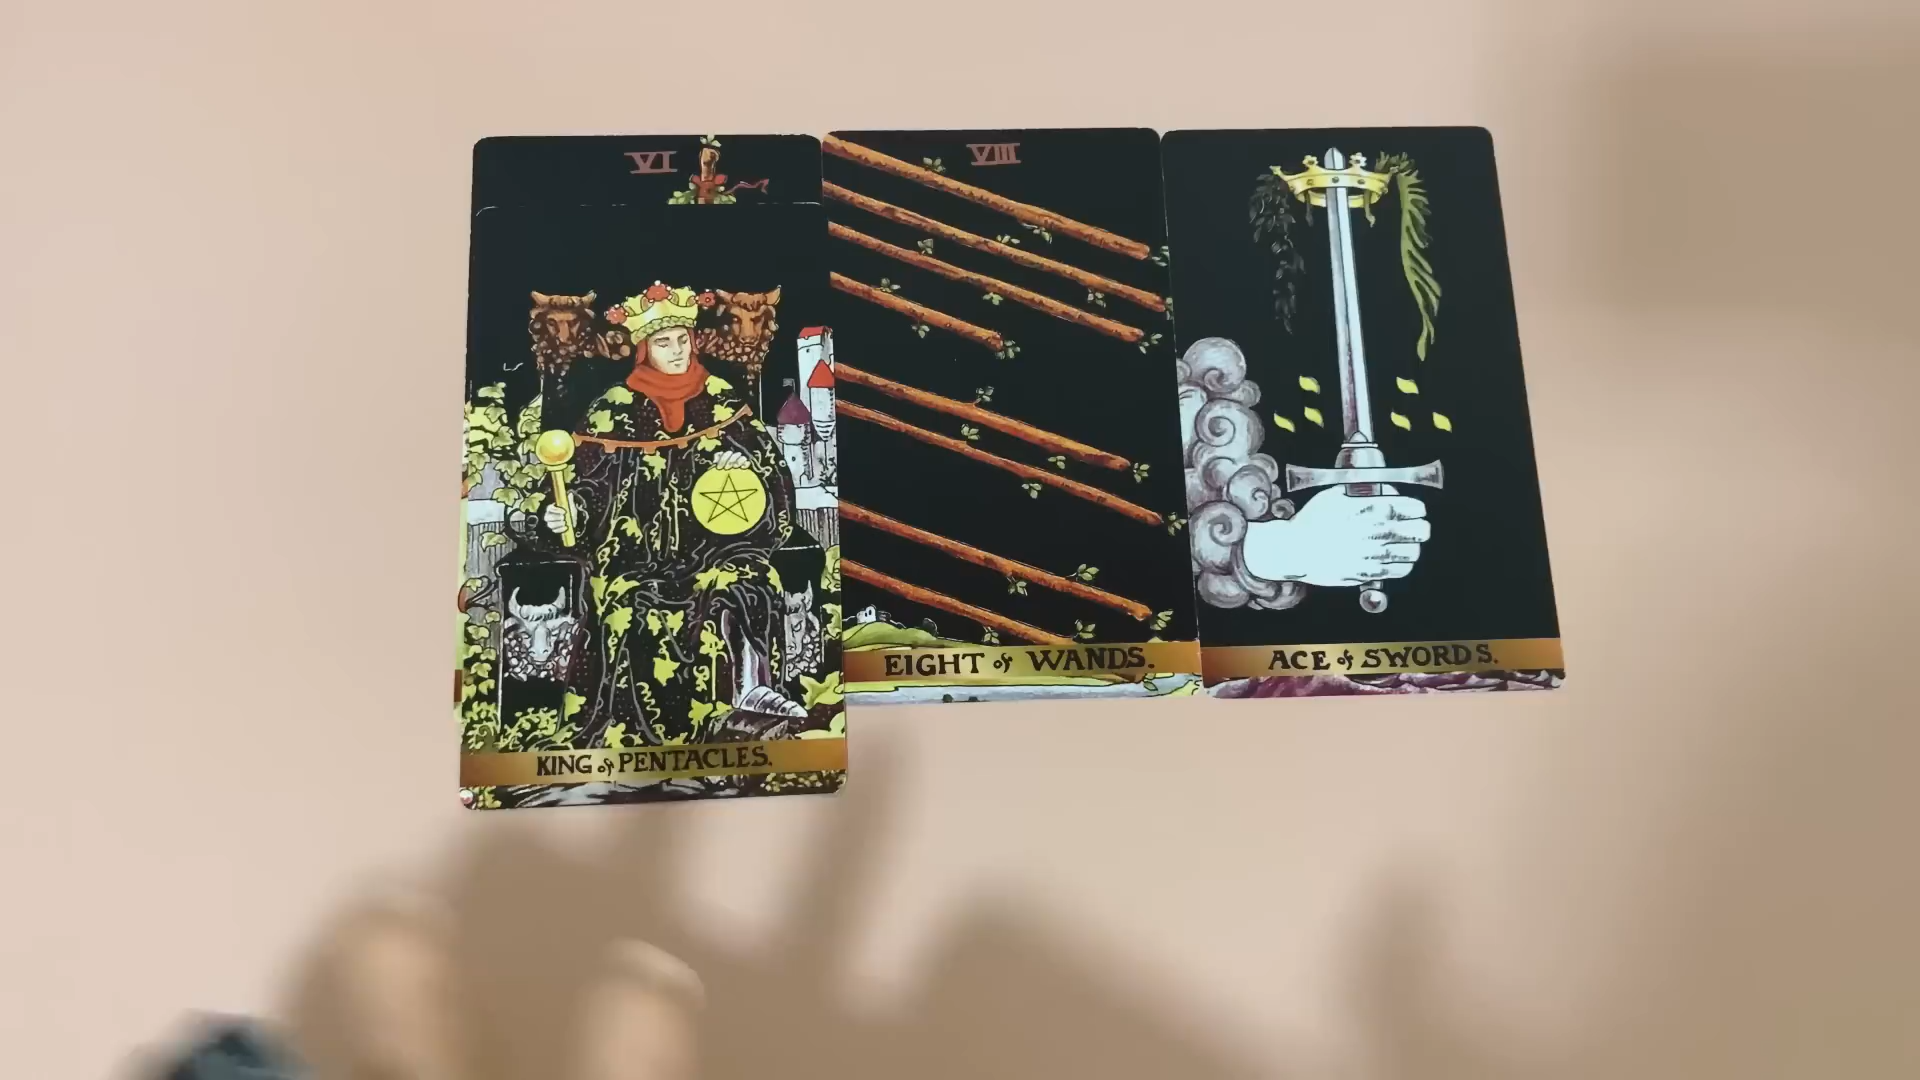 VI
VIII
KING of PENTACLES.
EIGHT of WANDS.
ACE of SWORDS.